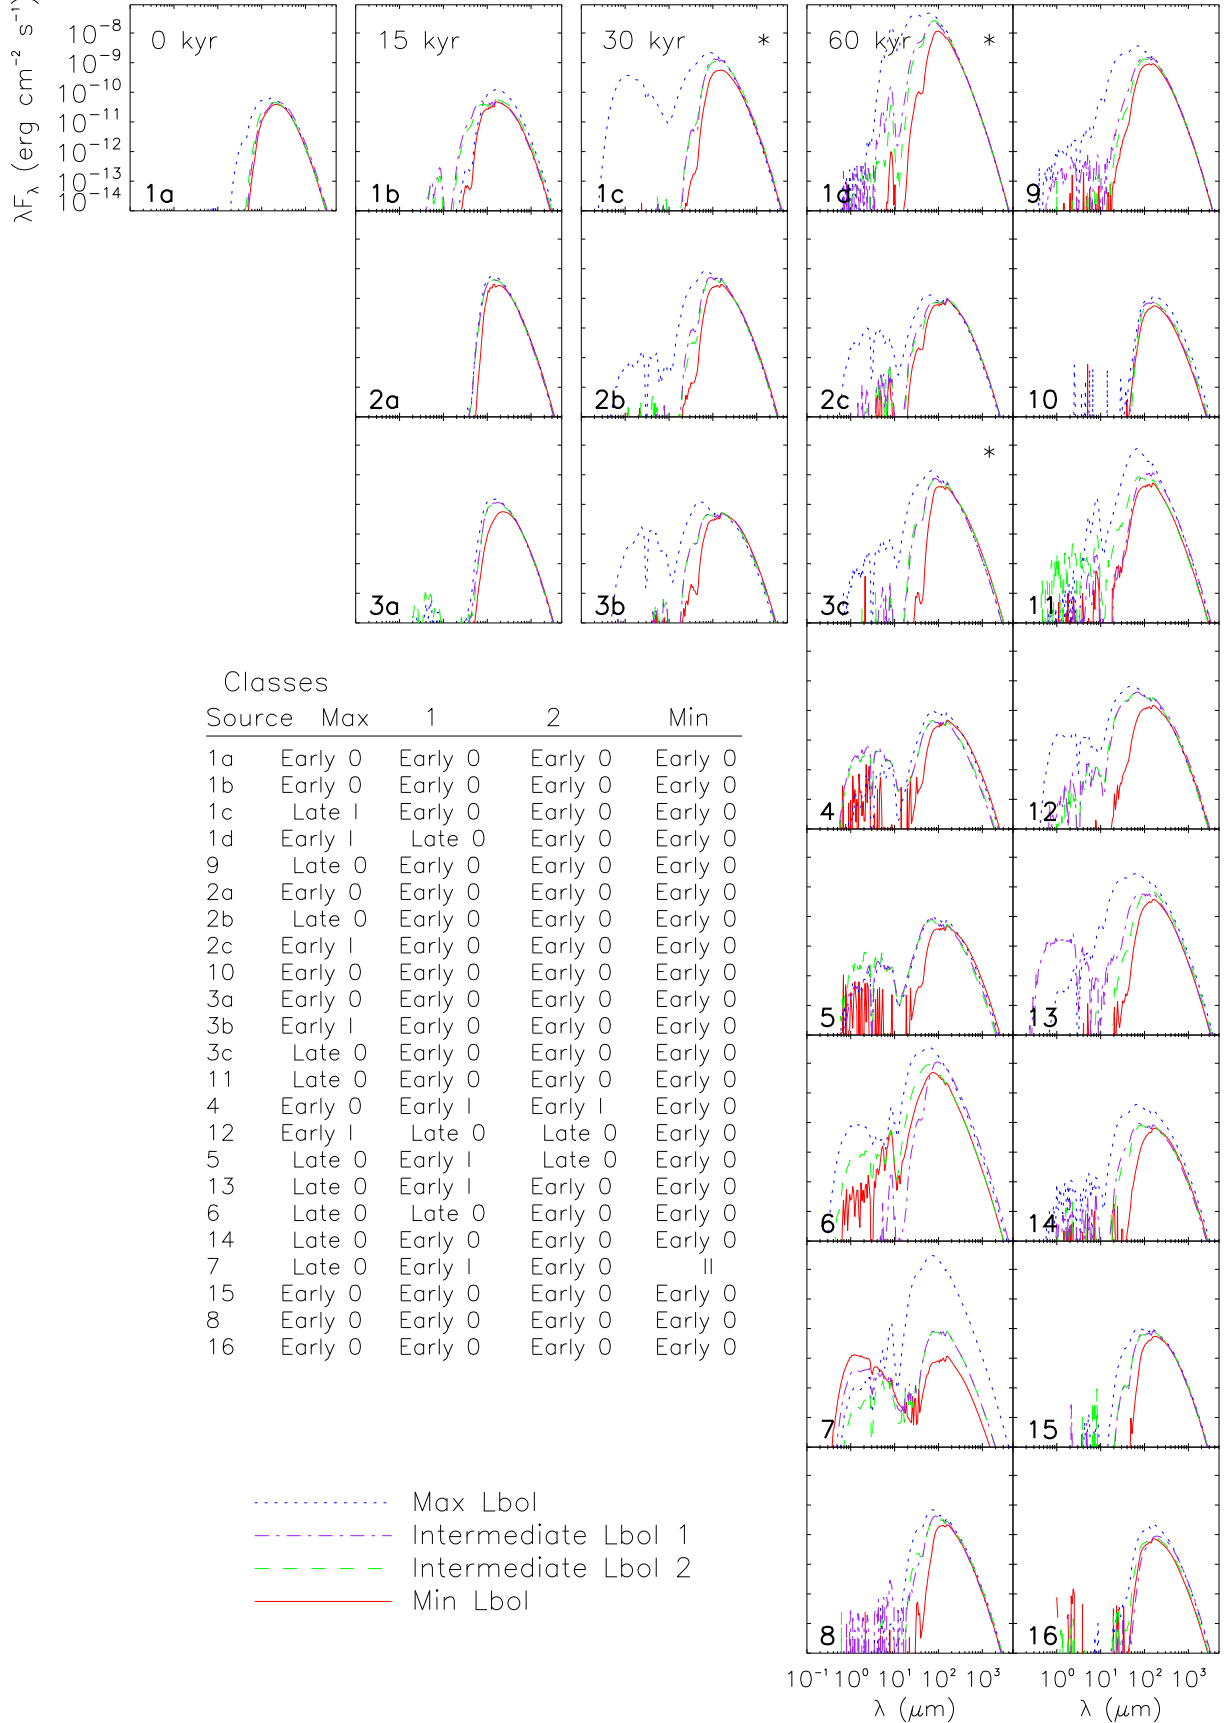 λFλ (erg cm⁻² s⁻¹)
10⁻⁸
10⁻⁹
10⁻¹⁰
10⁻¹¹
10⁻¹²
10⁻¹³
10⁻¹⁴
0 kyr
1a
15 kyr
1b
30 kyr *
1c
60 kyr *
1d
9
2a
2b
2c
10
3a
3b
*
3c
11
4
12
5
13
6
14
7
15
8
16
Classes
Source Max 1 2 Min
1a Early 0 Early 0 Early 0 Early 0
1b Early 0 Early 0 Early 0 Early 0
1c Late I Early 0 Early 0 Early 0
1d Early I Late 0 Early 0 Early 0
9 Late 0 Early 0 Early 0 Early 0
2a Early 0 Early 0 Early 0 Early 0
2b Late 0 Early 0 Early 0 Early 0
2c Early I Early 0 Early 0 Early 0
10 Early 0 Early 0 Early 0 Early 0
3a Early 0 Early 0 Early 0 Early 0
3b Early I Early 0 Early 0 Early 0
3c Late 0 Early 0 Early 0 Early 0
11 Late 0 Early 0 Early 0 Early 0
4 Early 0 Early I Early I Early 0
12 Early I Late 0 Late 0 Early 0
5 Late 0 Early I Late 0 Early 0
13 Late 0 Early I Early 0 Early 0
6 Late 0 Late 0 Early 0 Early 0
14 Late 0 Early 0 Early 0 Early 0
7 Late 0 Early I Early 0 II
15 Early 0 Early 0 Early 0 Early 0
8 Early 0 Early 0 Early 0 Early 0
16 Early 0 Early 0 Early 0 Early 0
Max Lbol
Intermediate Lbol 1
Intermediate Lbol 2
Min Lbol
10⁻¹ 10⁰ 10¹ 10² 10³
λ (μm)
10⁰ 10¹ 10² 10³
λ (μm)